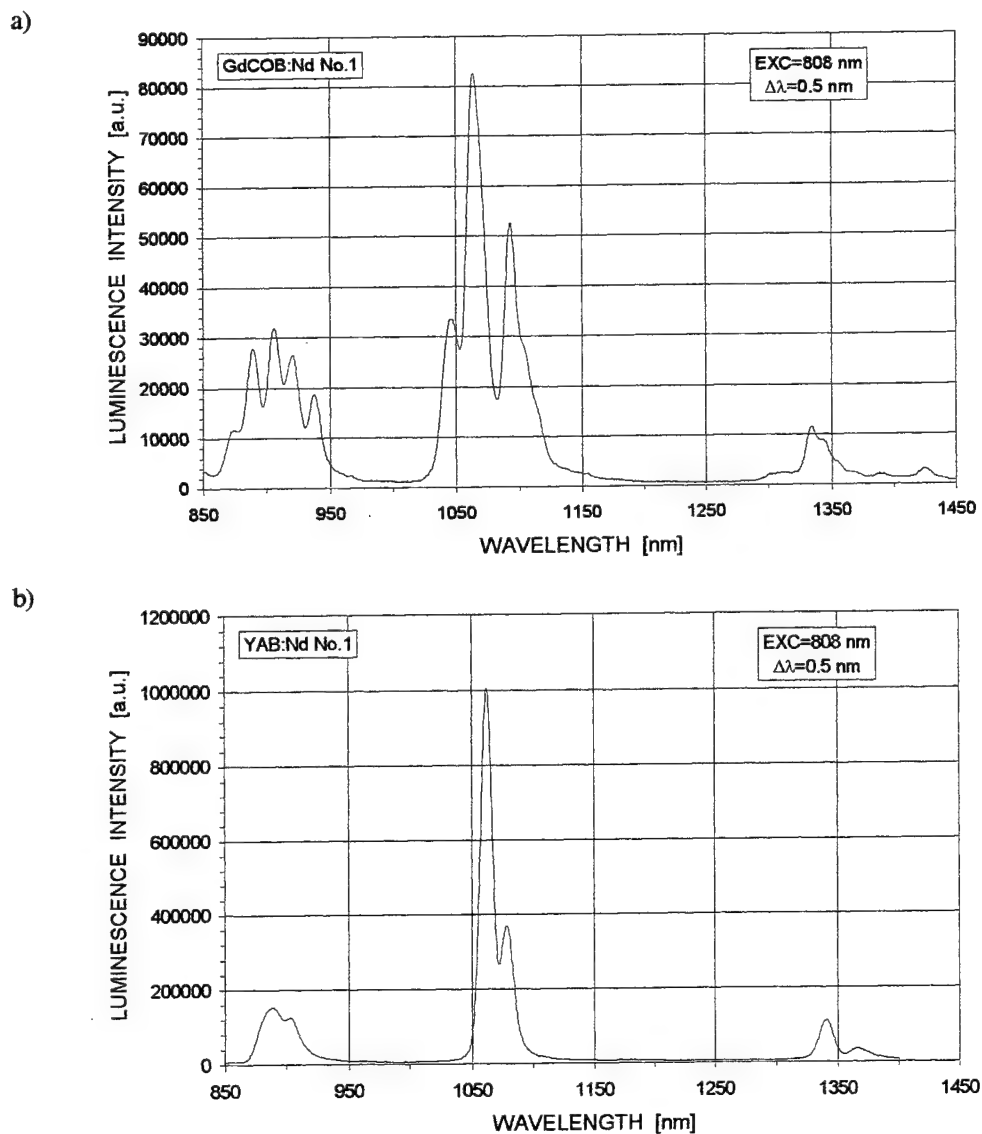 a)
90000
80000
70000
60000
50000
40000
30000
20000
10000
0
LUMINESCENCE INTENSITY [a.u.]
GdCOB:Nd No.1
EXC=808 nm
Δλ=0.5 nm
850 950 1050 1150 1250 1350 1450
WAVELENGTH [nm]
b)
1200000
1000000
800000
600000
400000
200000
0
LUMINESCENCE INTENSITY [a.u.]
YAB:Nd No.1
EXC=808 nm
Δλ=0.5 nm
850 950 1050 1150 1250 1350 1450
WAVELENGTH [nm]